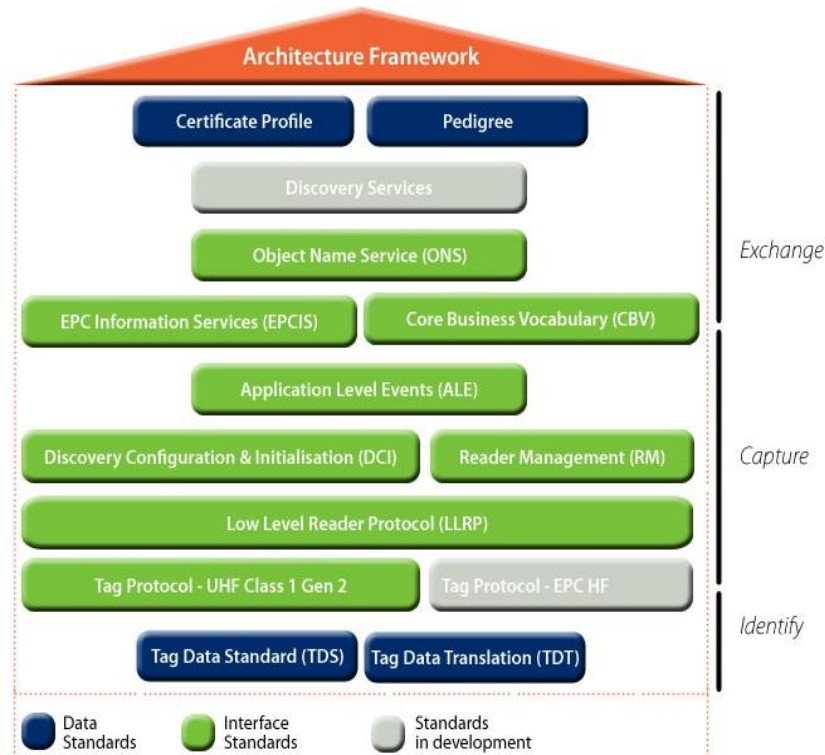 Architecture Framework
Certificate Profile
Pedigree
Discovery Services
Object Name Service (ONS)
Exchange
EPC Information Services (EPCIS)
Core Business Vocabulary (CBV)
Application Level Events (ALE)
Discovery Configuration & Initialisation (DCI)
Reader Management (RM)
Capture
Low Level Reader Protocol (LLRP)
Tag Protocol - UHF Class 1 Gen 2
Tag Protocol - EPC HF
Identify
Tag Data Standard (TDS)
Tag Data Translation (TDT)
Data
Standards
Interface
Standards
Standards
in development